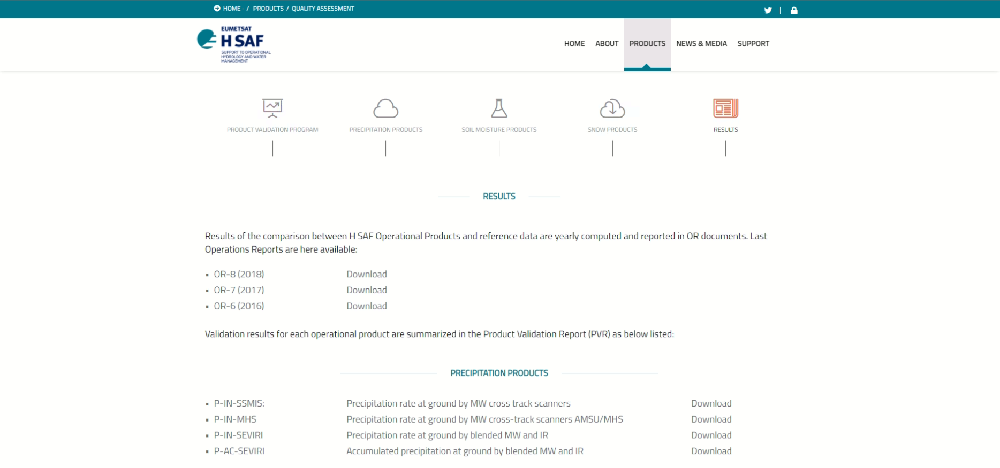 HOME / PRODUCTS / QUALITY ASSESSMENT
EUMETSAT
H SAF
SUPPORT TO OPERATIONAL
HYDROLOGY AND WATER
MANAGEMENT
HOME ABOUT PRODUCTS NEWS & MEDIA SUPPORT
PRODUCT VALIDATION PROGRAM PRECIPITATION PRODUCTS SOIL MOISTURE PRODUCTS SNOW PRODUCTS RESULTS
RESULTS
Results of the comparison between H SAF Operational Products and reference data are yearly computed and reported in OR documents. Last
Operations Reports are here available:
▪ OR-8 (2018) Download
▪ OR-7 (2017) Download
▪ OR-6 (2016) Download
Validation results for each operational product are summarized in the Product Validation Report (PVR) as below listed:
PRECIPITATION PRODUCTS
▪ P-IN-SSMIS: Precipitation rate at ground by MW cross track scanners Download
▪ P-IN-MHS Precipitation rate at ground by MW cross-track scanners AMSU/MHS Download
▪ P-IN-SEVIRI Precipitation rate at ground by blended MW and IR Download
▪ P-AC-SEVIRI Accumulated precipitation at ground by blended MW and IR Download